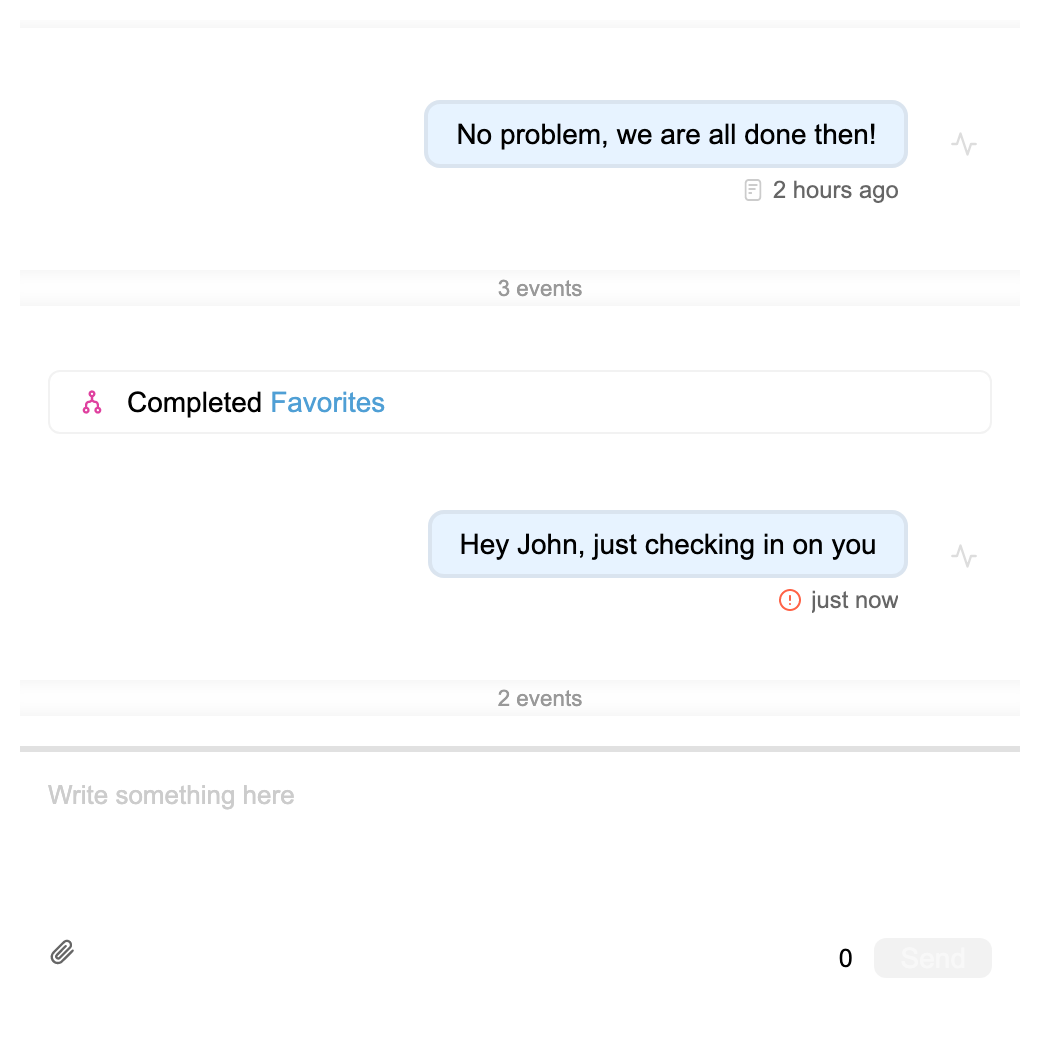 No problem, we are all done then!
2 hours ago
3 events
Completed Favorites
Hey John, just checking in on you
just now
2 events
Write something here
0 Send